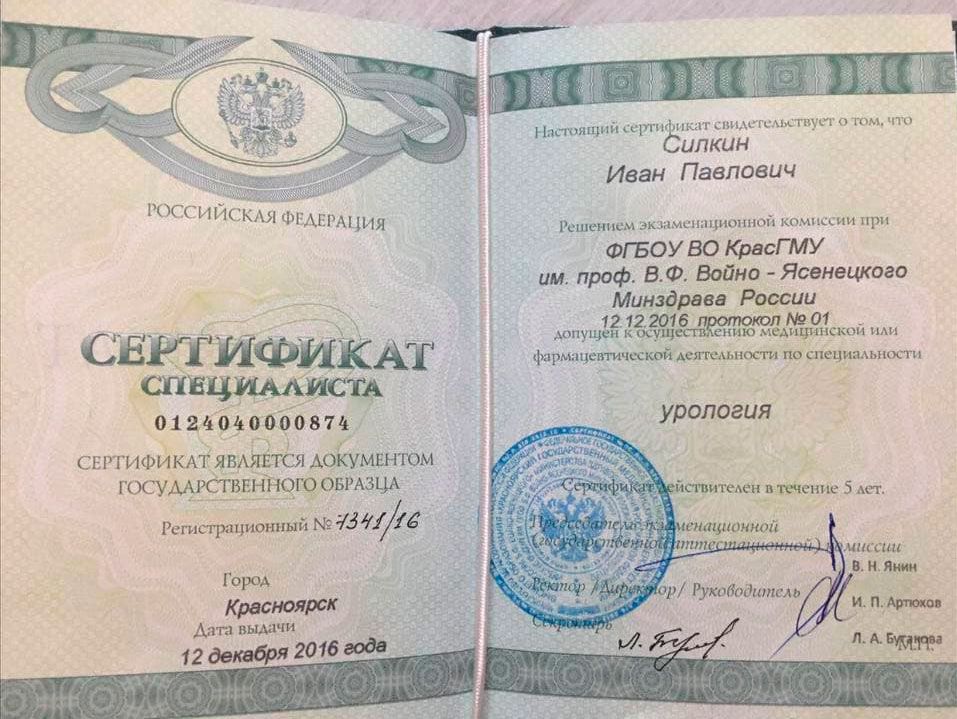 РОССИЙСКАЯ ФЕДЕРАЦИЯ
СЕРТИФИКАТ
СПЕЦИАЛИСТА
0124040000874
СЕРТИФИКАТ ЯВЛЯЕТСЯ ДОКУМЕНТОМ
ГОСУДАРСТВЕННОГО ОБРАЗЦА
Регистрационный № 7341/16
Город
Красноярск
Дата выдачи
12 декабря 2016 года
Настоящий сертификат свидетельствует о том, что
Силкин
Иван Павлович
Решением экзаменационной комиссии при
ФГБОУ ВО КрасГМУ
им. проф. В.Ф. Войно - Ясенецкого
Минздрава России
12.12.2016 протокол № 01
допущен к осуществлению медицинской или
фармацевтической деятельности по специальности
урология
Сертификат действителен в течение 5 лет.
Председатель экзаменационной
(государственной аттестационной) комиссии
В. Н. Янин
Ректор /Директор/ Руководитель
И. П. Артюхов
Секретарь
Л. А. Бутакова
М.П.